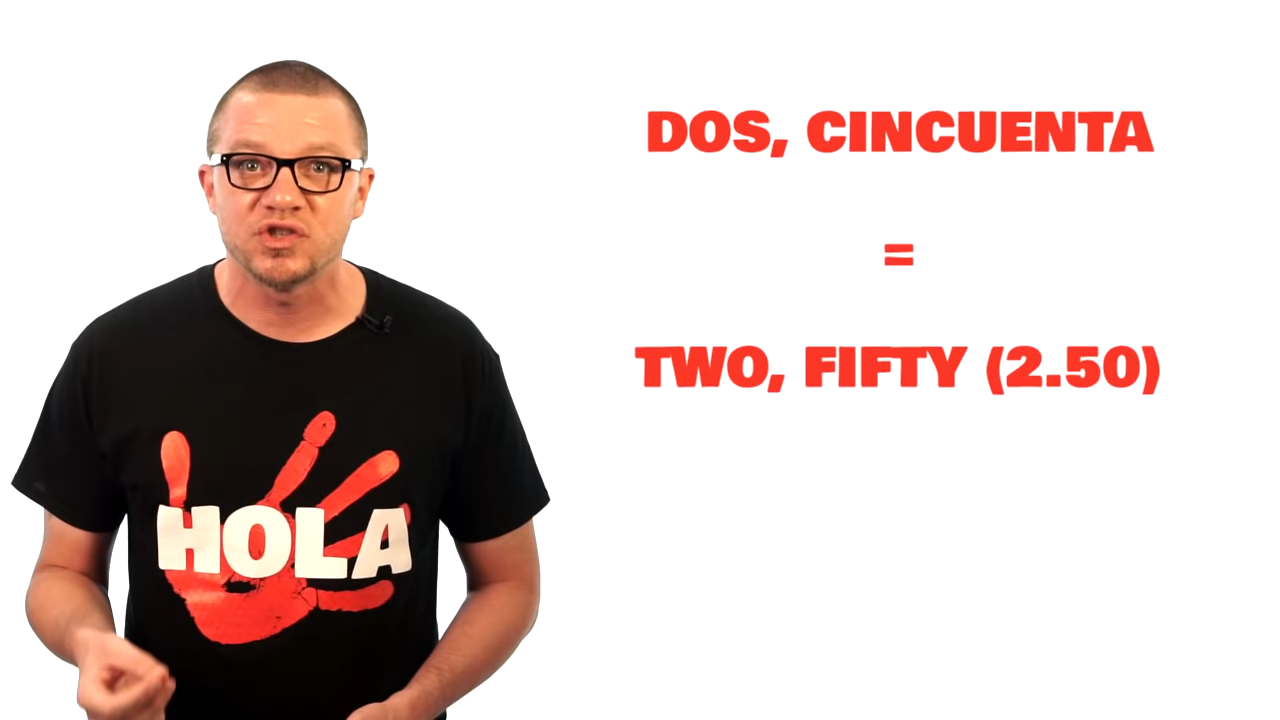 DOS, CINCUENTA
=
TWO, FIFTY (2.50)
HOLA